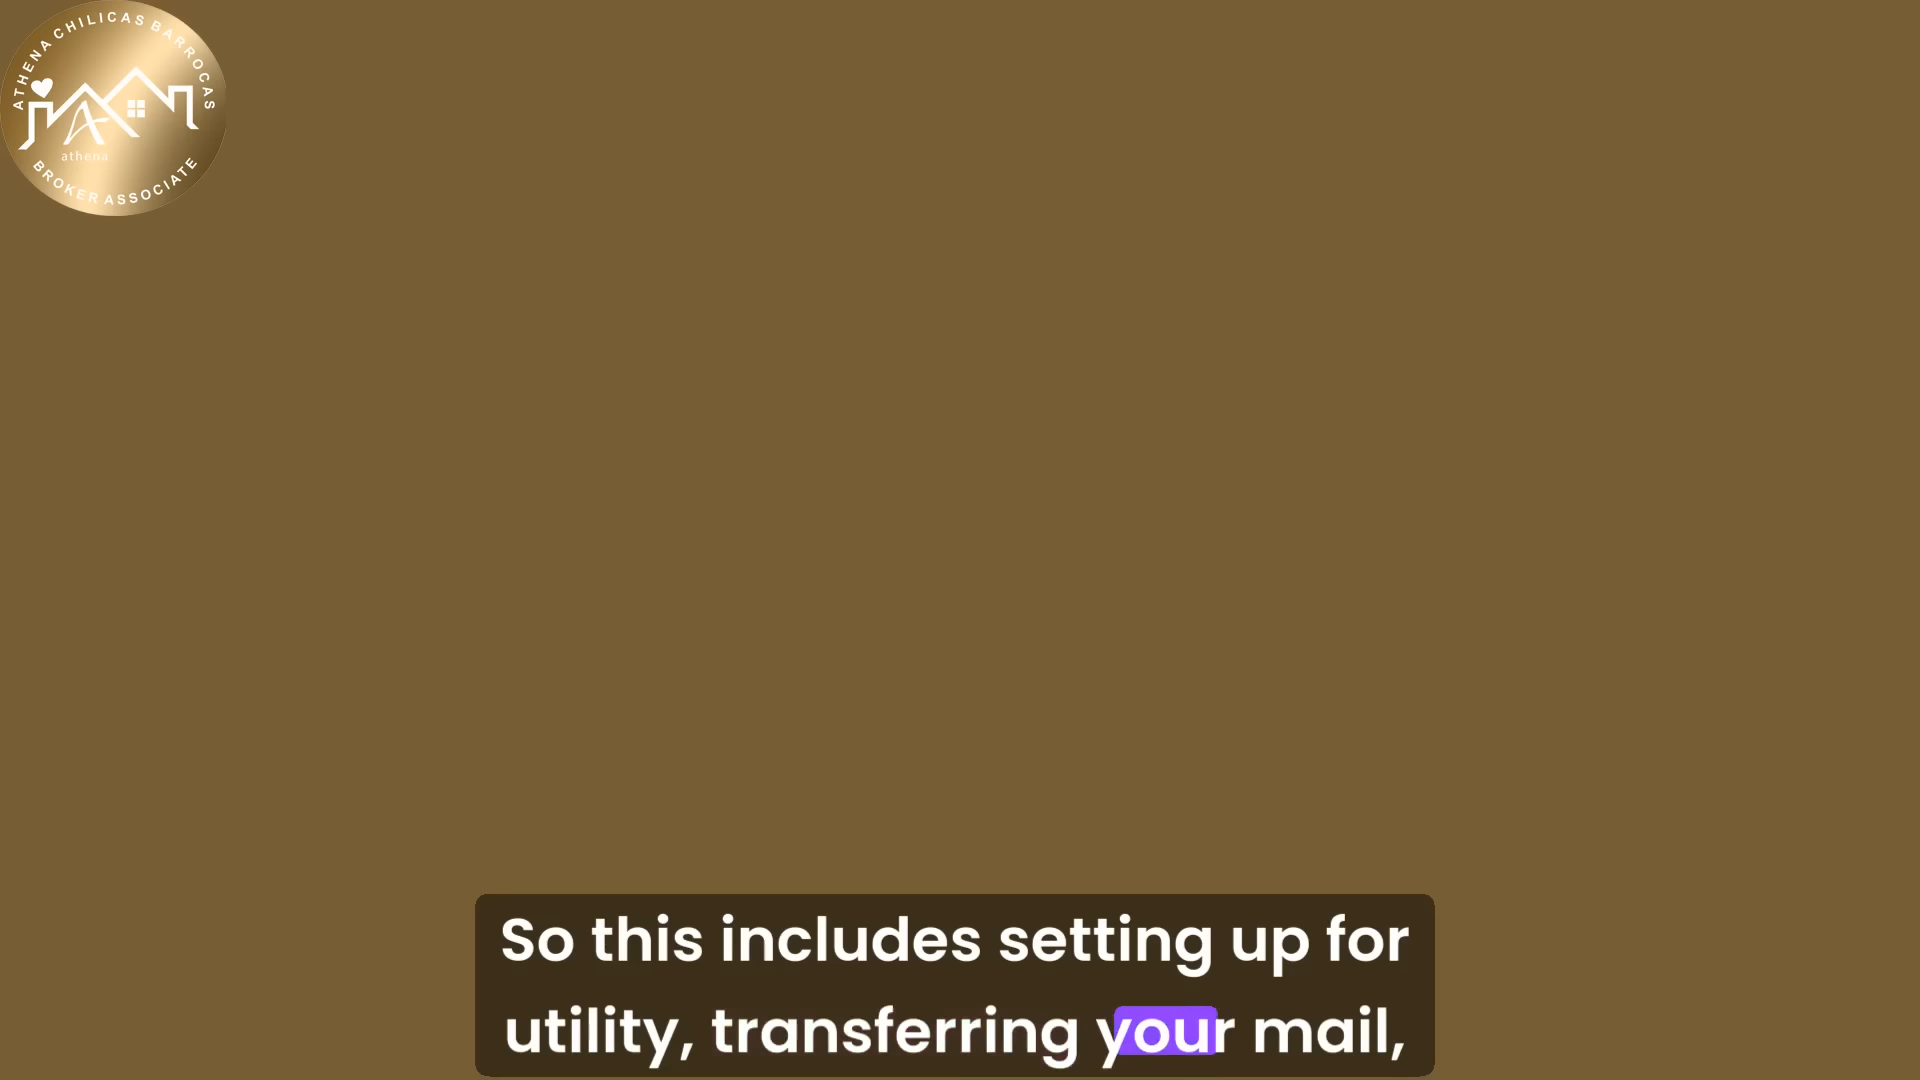 ATHENA CHILICAS BARROCAS
A
athena
BROKER ASSOCIATE
So this includes setting up for
utility, transferring your mail,